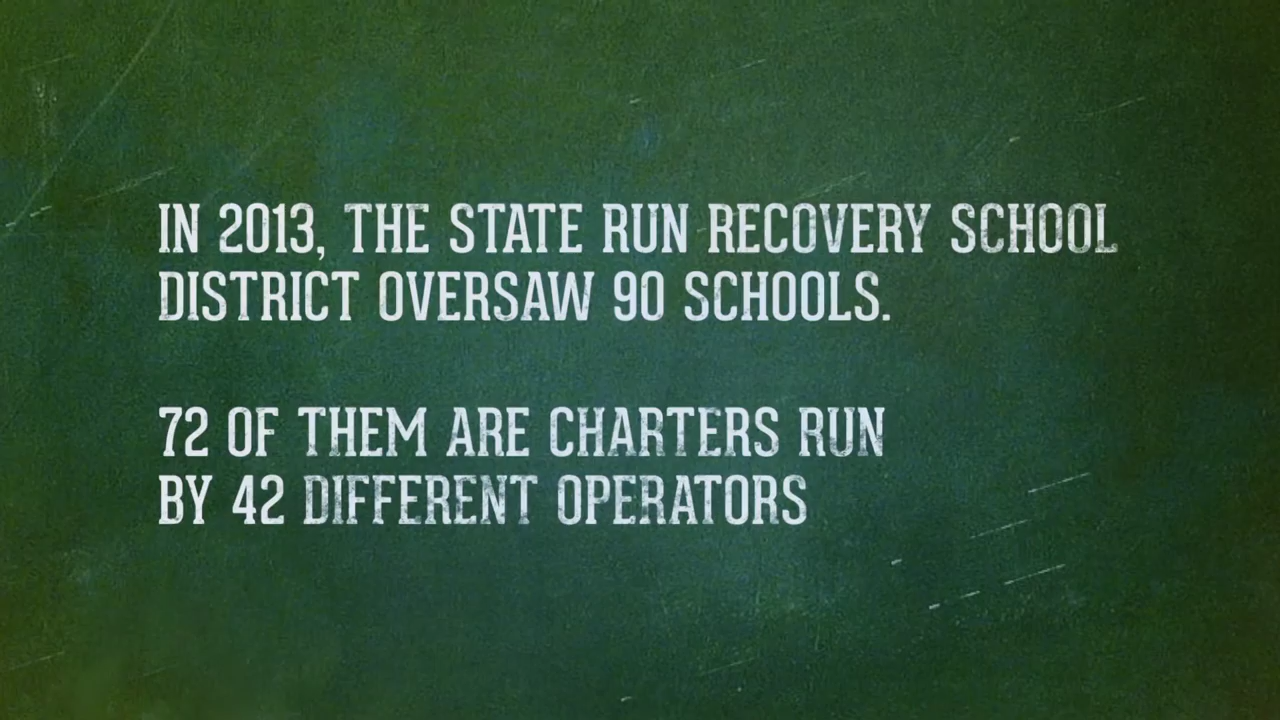 IN 2013, THE STATE RUN RECOVERY SCHOOL
DISTRICT OVERSAW 90 SCHOOLS.
72 OF THEM ARE CHARTERS RUN
BY 42 DIFFERENT OPERATORS